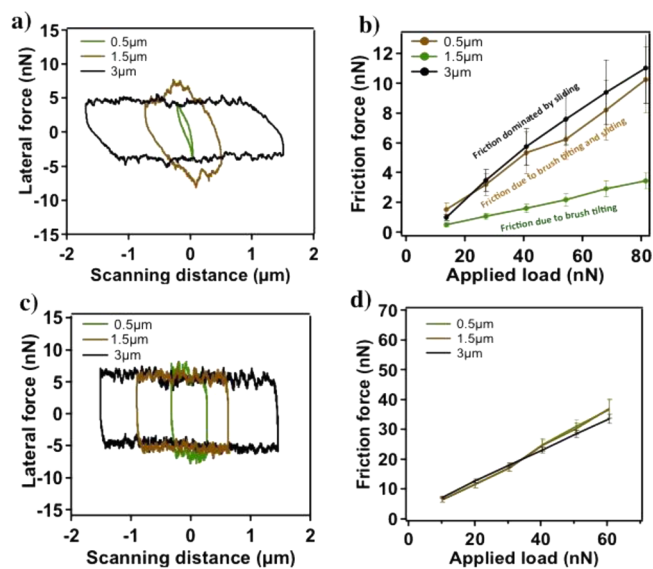 a)
15
10
5
0
-5
-10
-15
-2
-1
0
1
2
0.5µm
1.5µm
3µm
Lateral force (nN)
Scanning distance (µm)
b)
12
10
8
6
4
2
0
0
20
40
60
80
0.5µm
1.5µm
3µm
Friction dominated by sliding
Friction due to brush tilting and sliding
Friction due to brush tilting
Friction force (nN)
Applied load (nN)
c)
15
10
5
0
-5
-10
-15
-2
-1
0
1
2
0.5µm
1.5µm
3µm
Lateral force (nN)
Scanning distance (µm)
d)
70
60
50
40
30
20
10
0
0
20
40
60
0.5µm
1.5µm
3µm
Friction force (nN)
Applied load (nN)